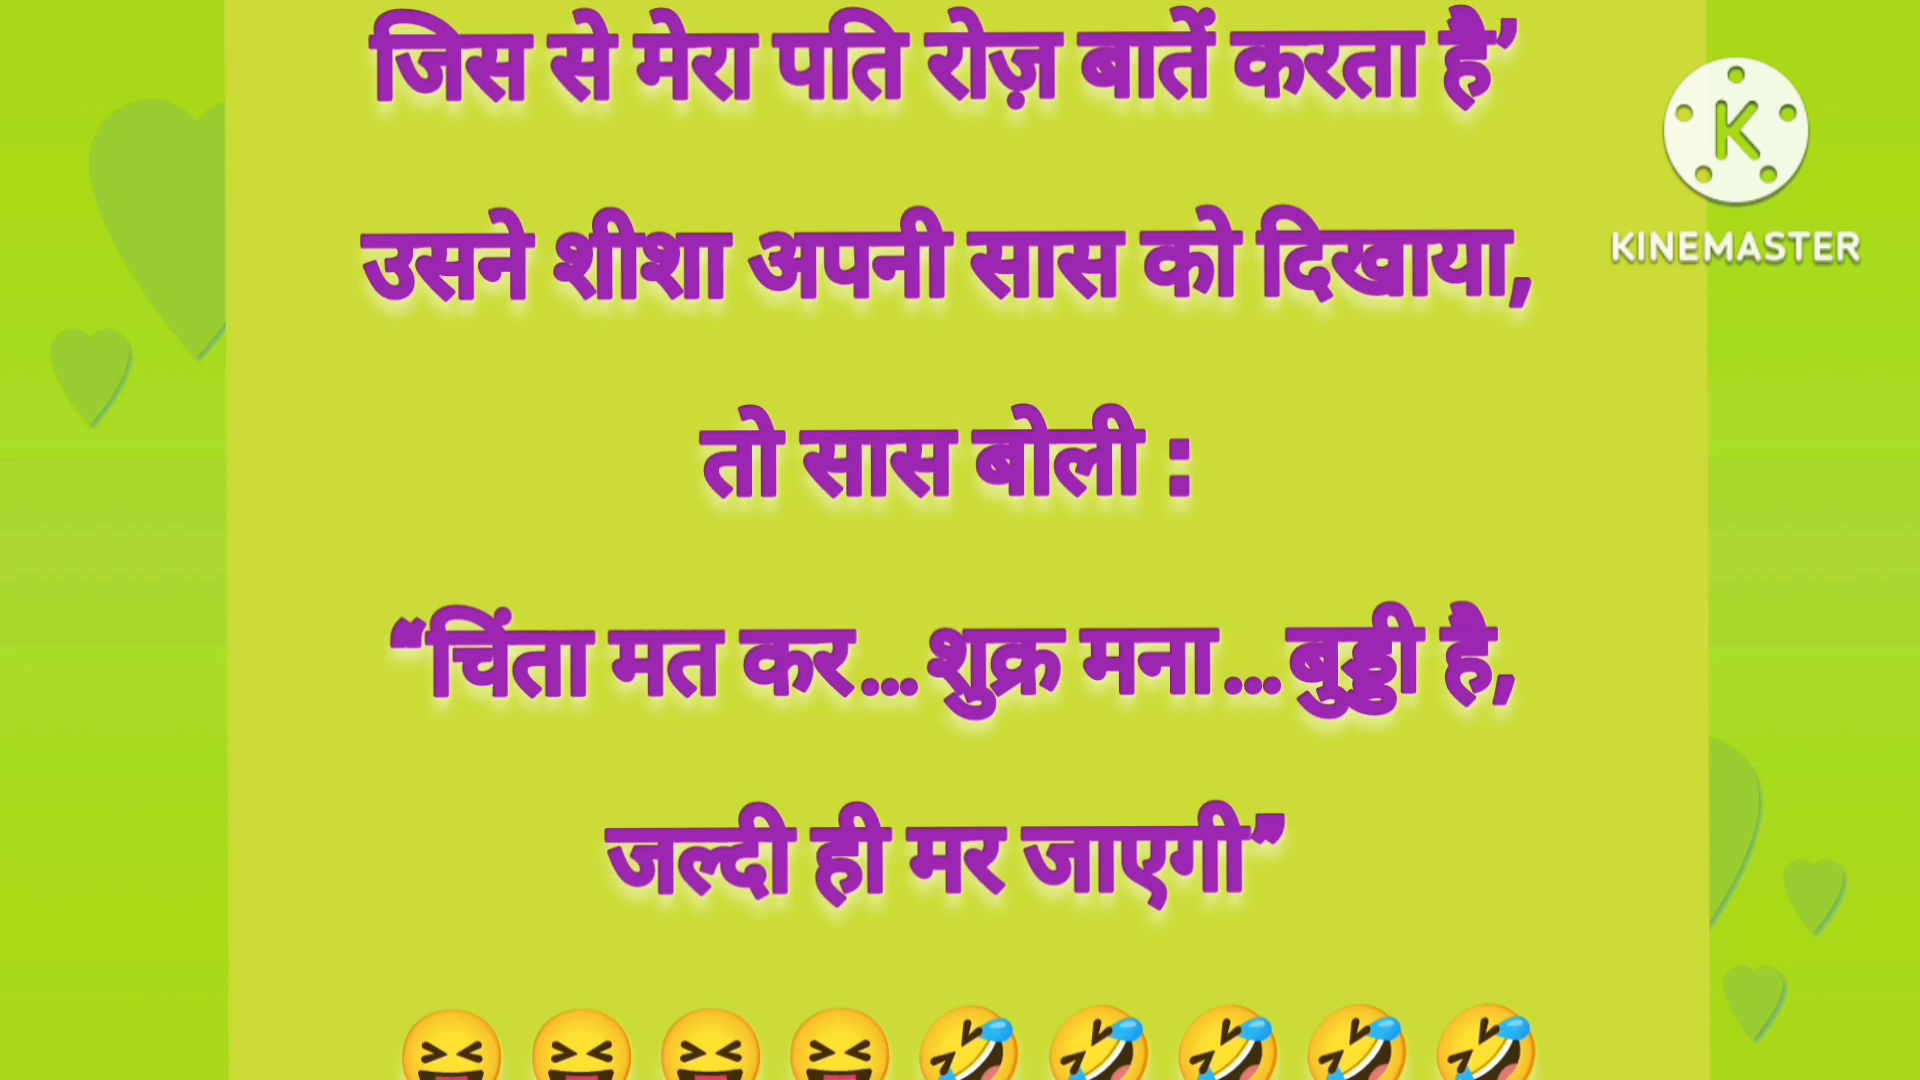 जिस से मेरा पति रोज़ बातें करता है’
उसने शीशा अपनी सास को दिखाया,
तो सास बोली :
“चिंता मत कर...शुक्र मना...बुड्ढी है,
जल्दी ही मर जाएगी”
😆😆😆😆🤣🤣🤣🤣🤣
K
KINEMASTER